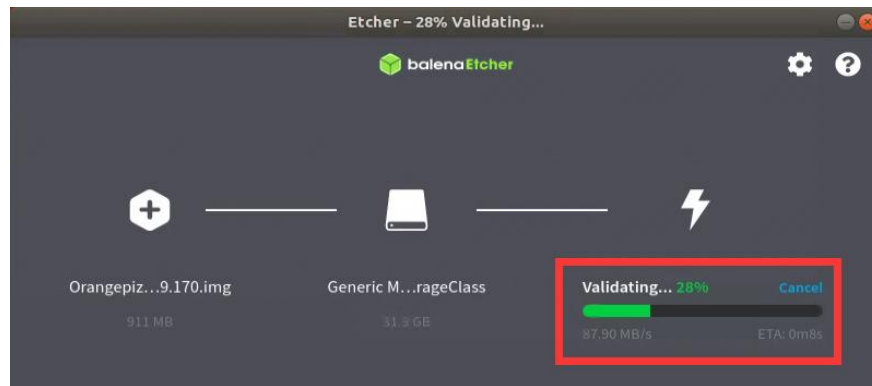 Etcher – 28% Validating...
balenaEtcher
Orangepiz...9.170.img
911 MB
Generic M...rageClass
31.9 GB
Validating... 28%
Cancel
87.90 MB/s
ETA: 0m8s